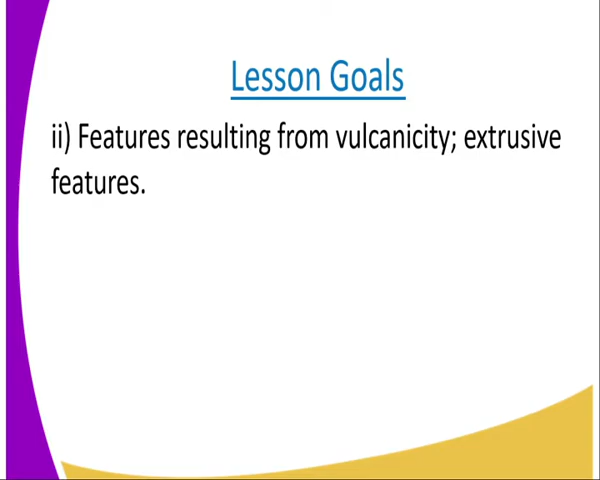 Lesson Goals
ii) Features resulting from vulcanicity; extrusive
features.